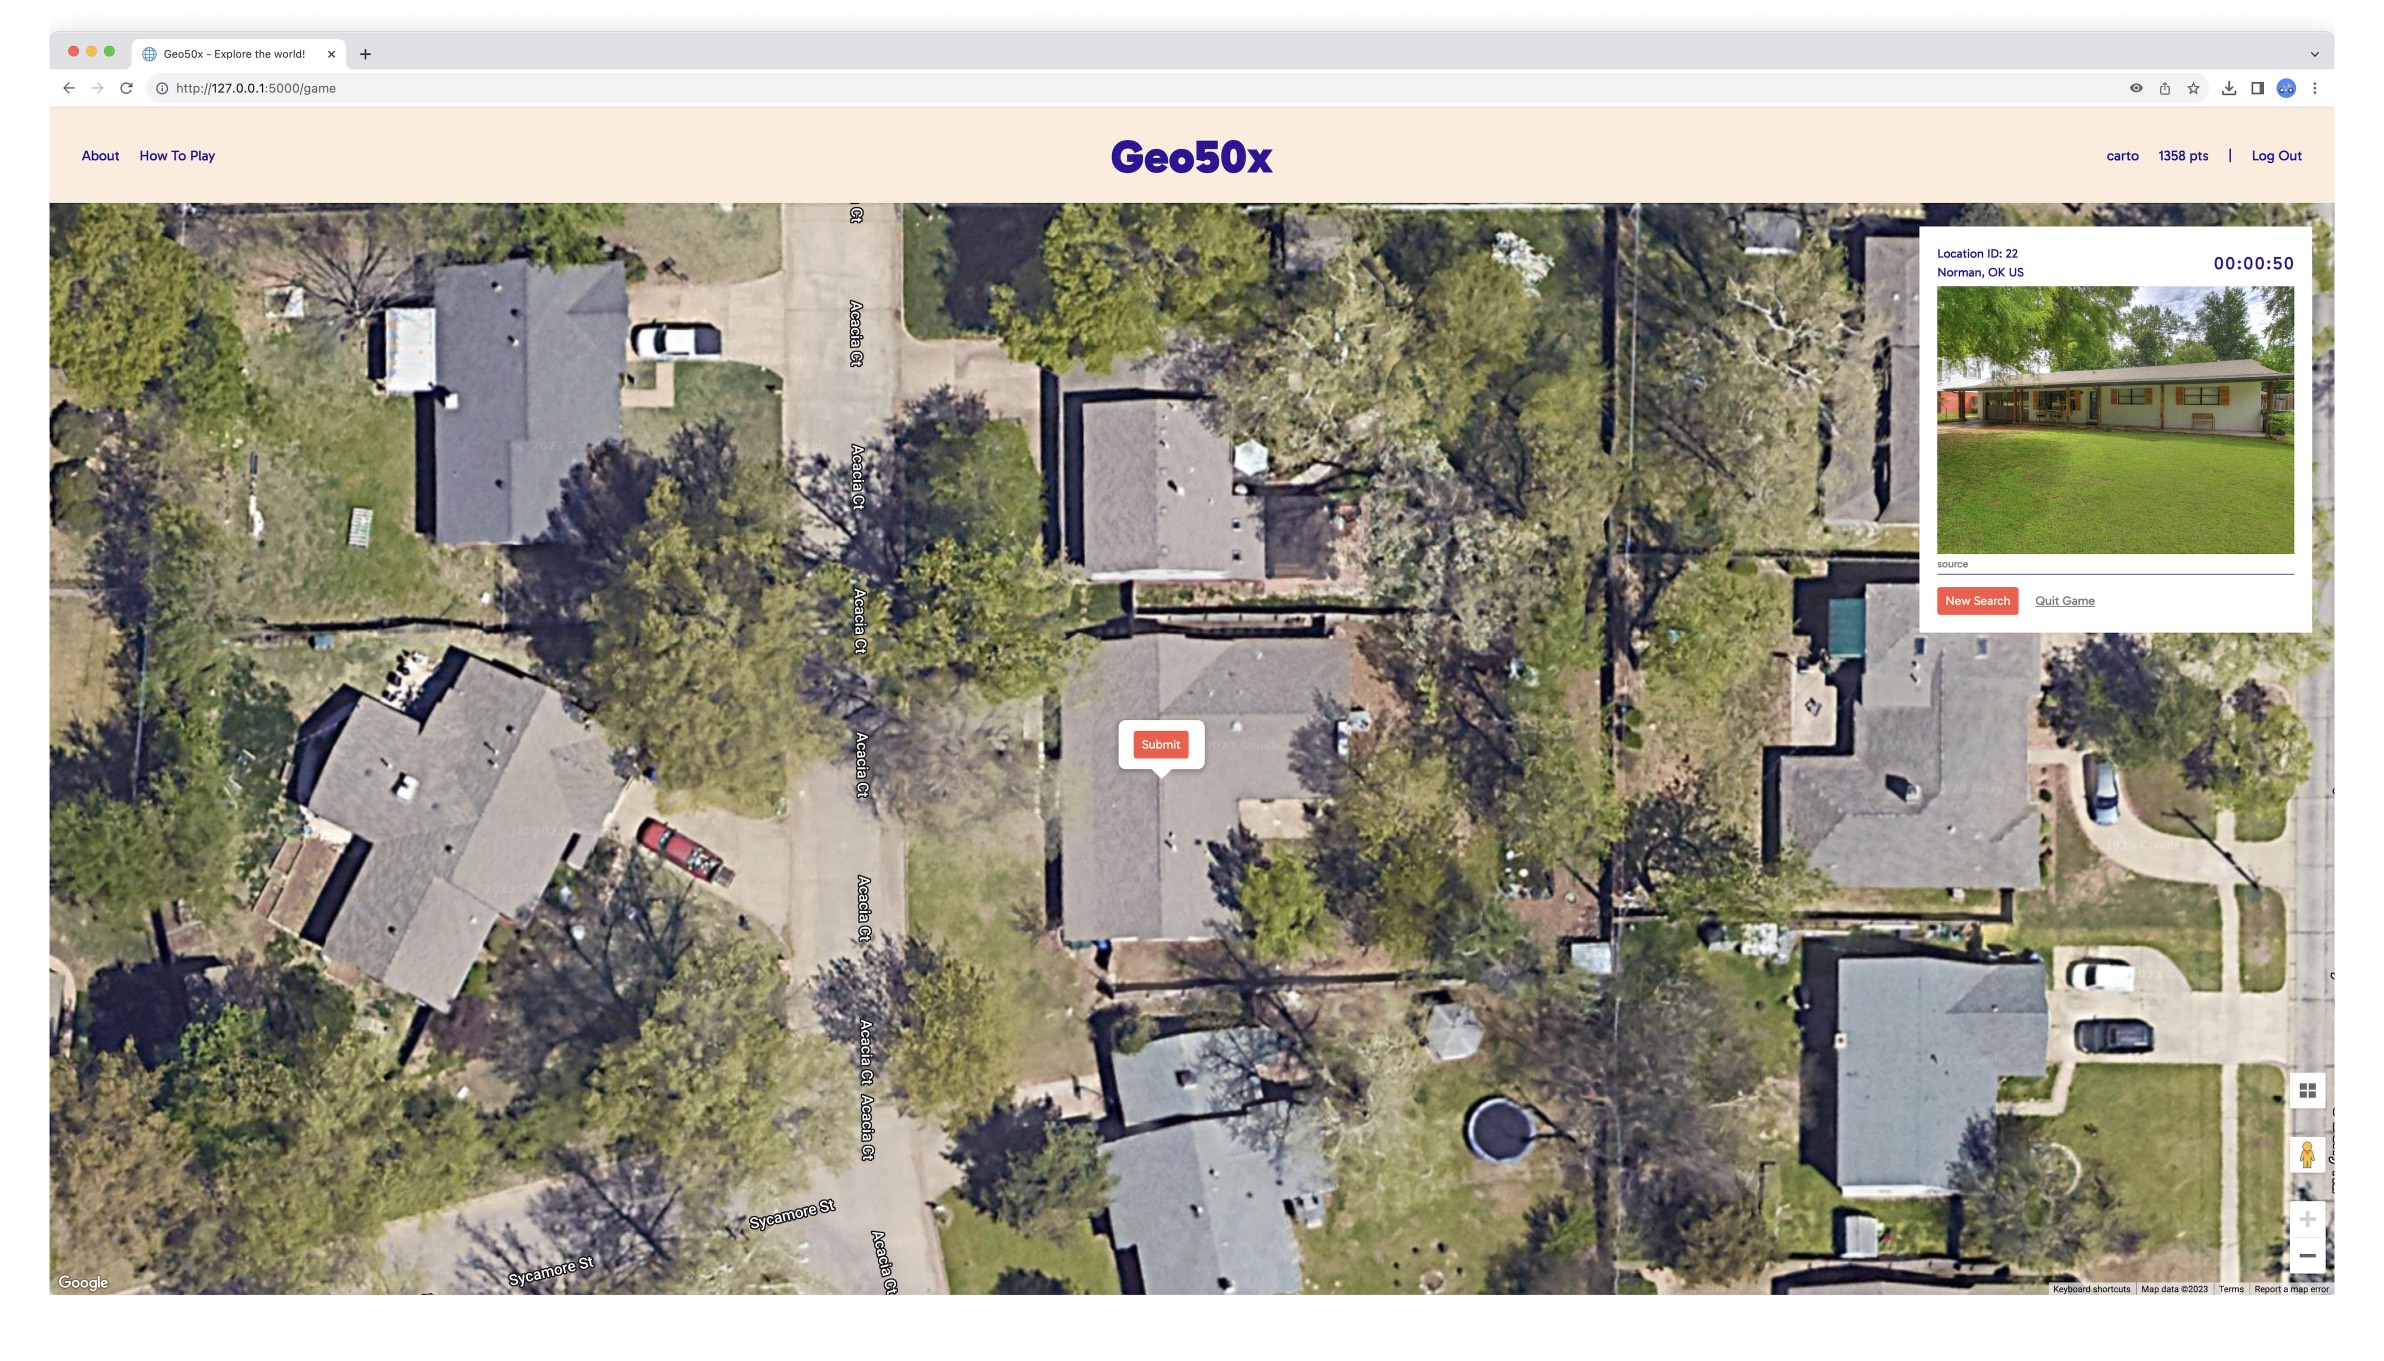 Geo50x - Explore the world!
http://127.0.0.1:5000/game
About
How To Play
Geo50x
carto
1358 pts
|
Log Out
Location ID: 22
Norman, OK US
00:00:50
source
New Search
Quit Game
Submit
Ct
Acacia Ct
Acacia Ct
Acacia Ct
Acacia Ct
Acacia Ct
Acacia Ct
Acacia Ct
Acacia Ct
Sycamore St
Sycamore St
Google
Keyboard shortcuts
Map data ©2023
Terms
Report a map error